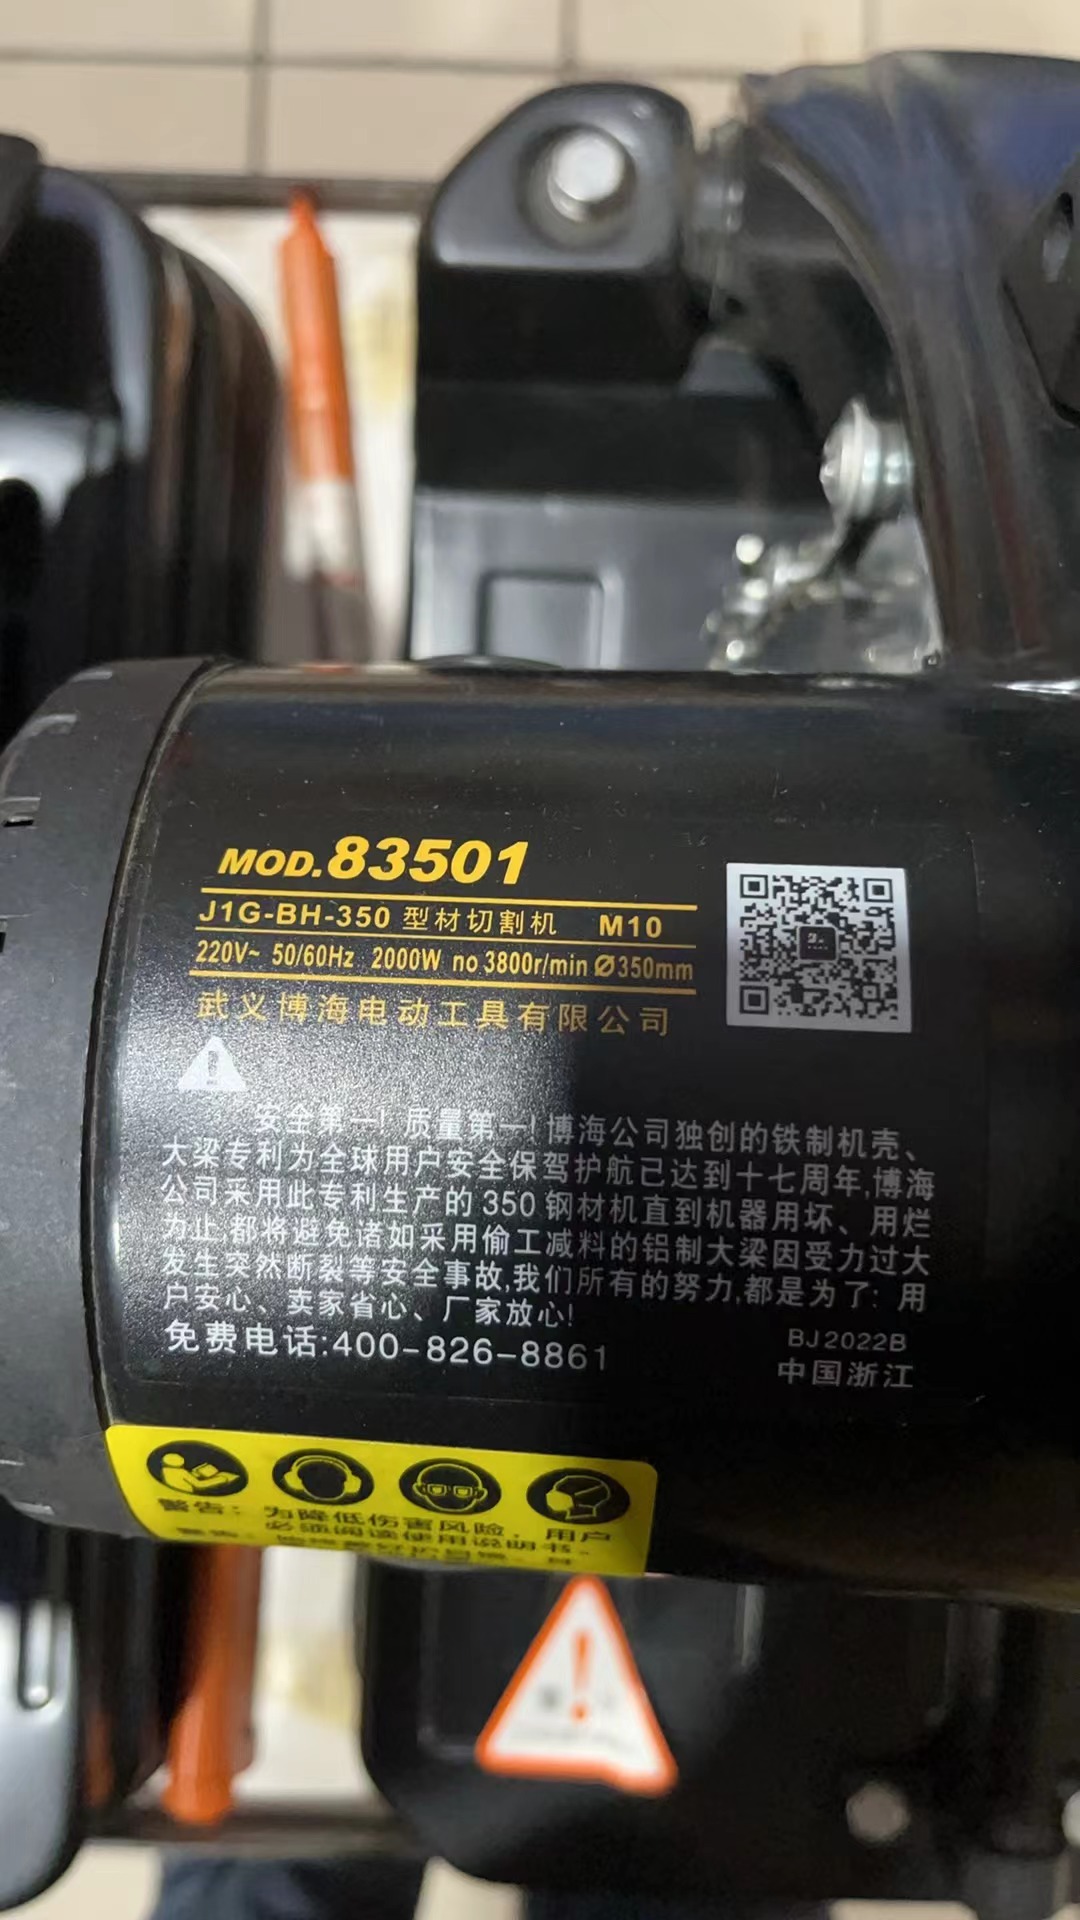 MOD.83501
J1G-BH-350 型材切割机 M10
220V~ 50/60Hz 2000W no 3800r/min Ø350mm
武义博海电动工具有限公司
安全第一! 质量第一! 博海公司独创的铁制机壳、
大梁专利为全球用户安全保驾护航已达到十七周年,博海
公司采用此专利生产的350钢材机直到机器用坏、用烂
为止,都将避免诸如采用偷工减料的铝制大梁因受力过大
发生突然断裂等安全事故,我们所有的努力,都是为了: 用
户安心、卖家省心、厂家放心!
免费电话:400-826-8861
BJ2022B
中国浙江
警告: 为降低伤害风险, 用户
必须阅读使用说明书。